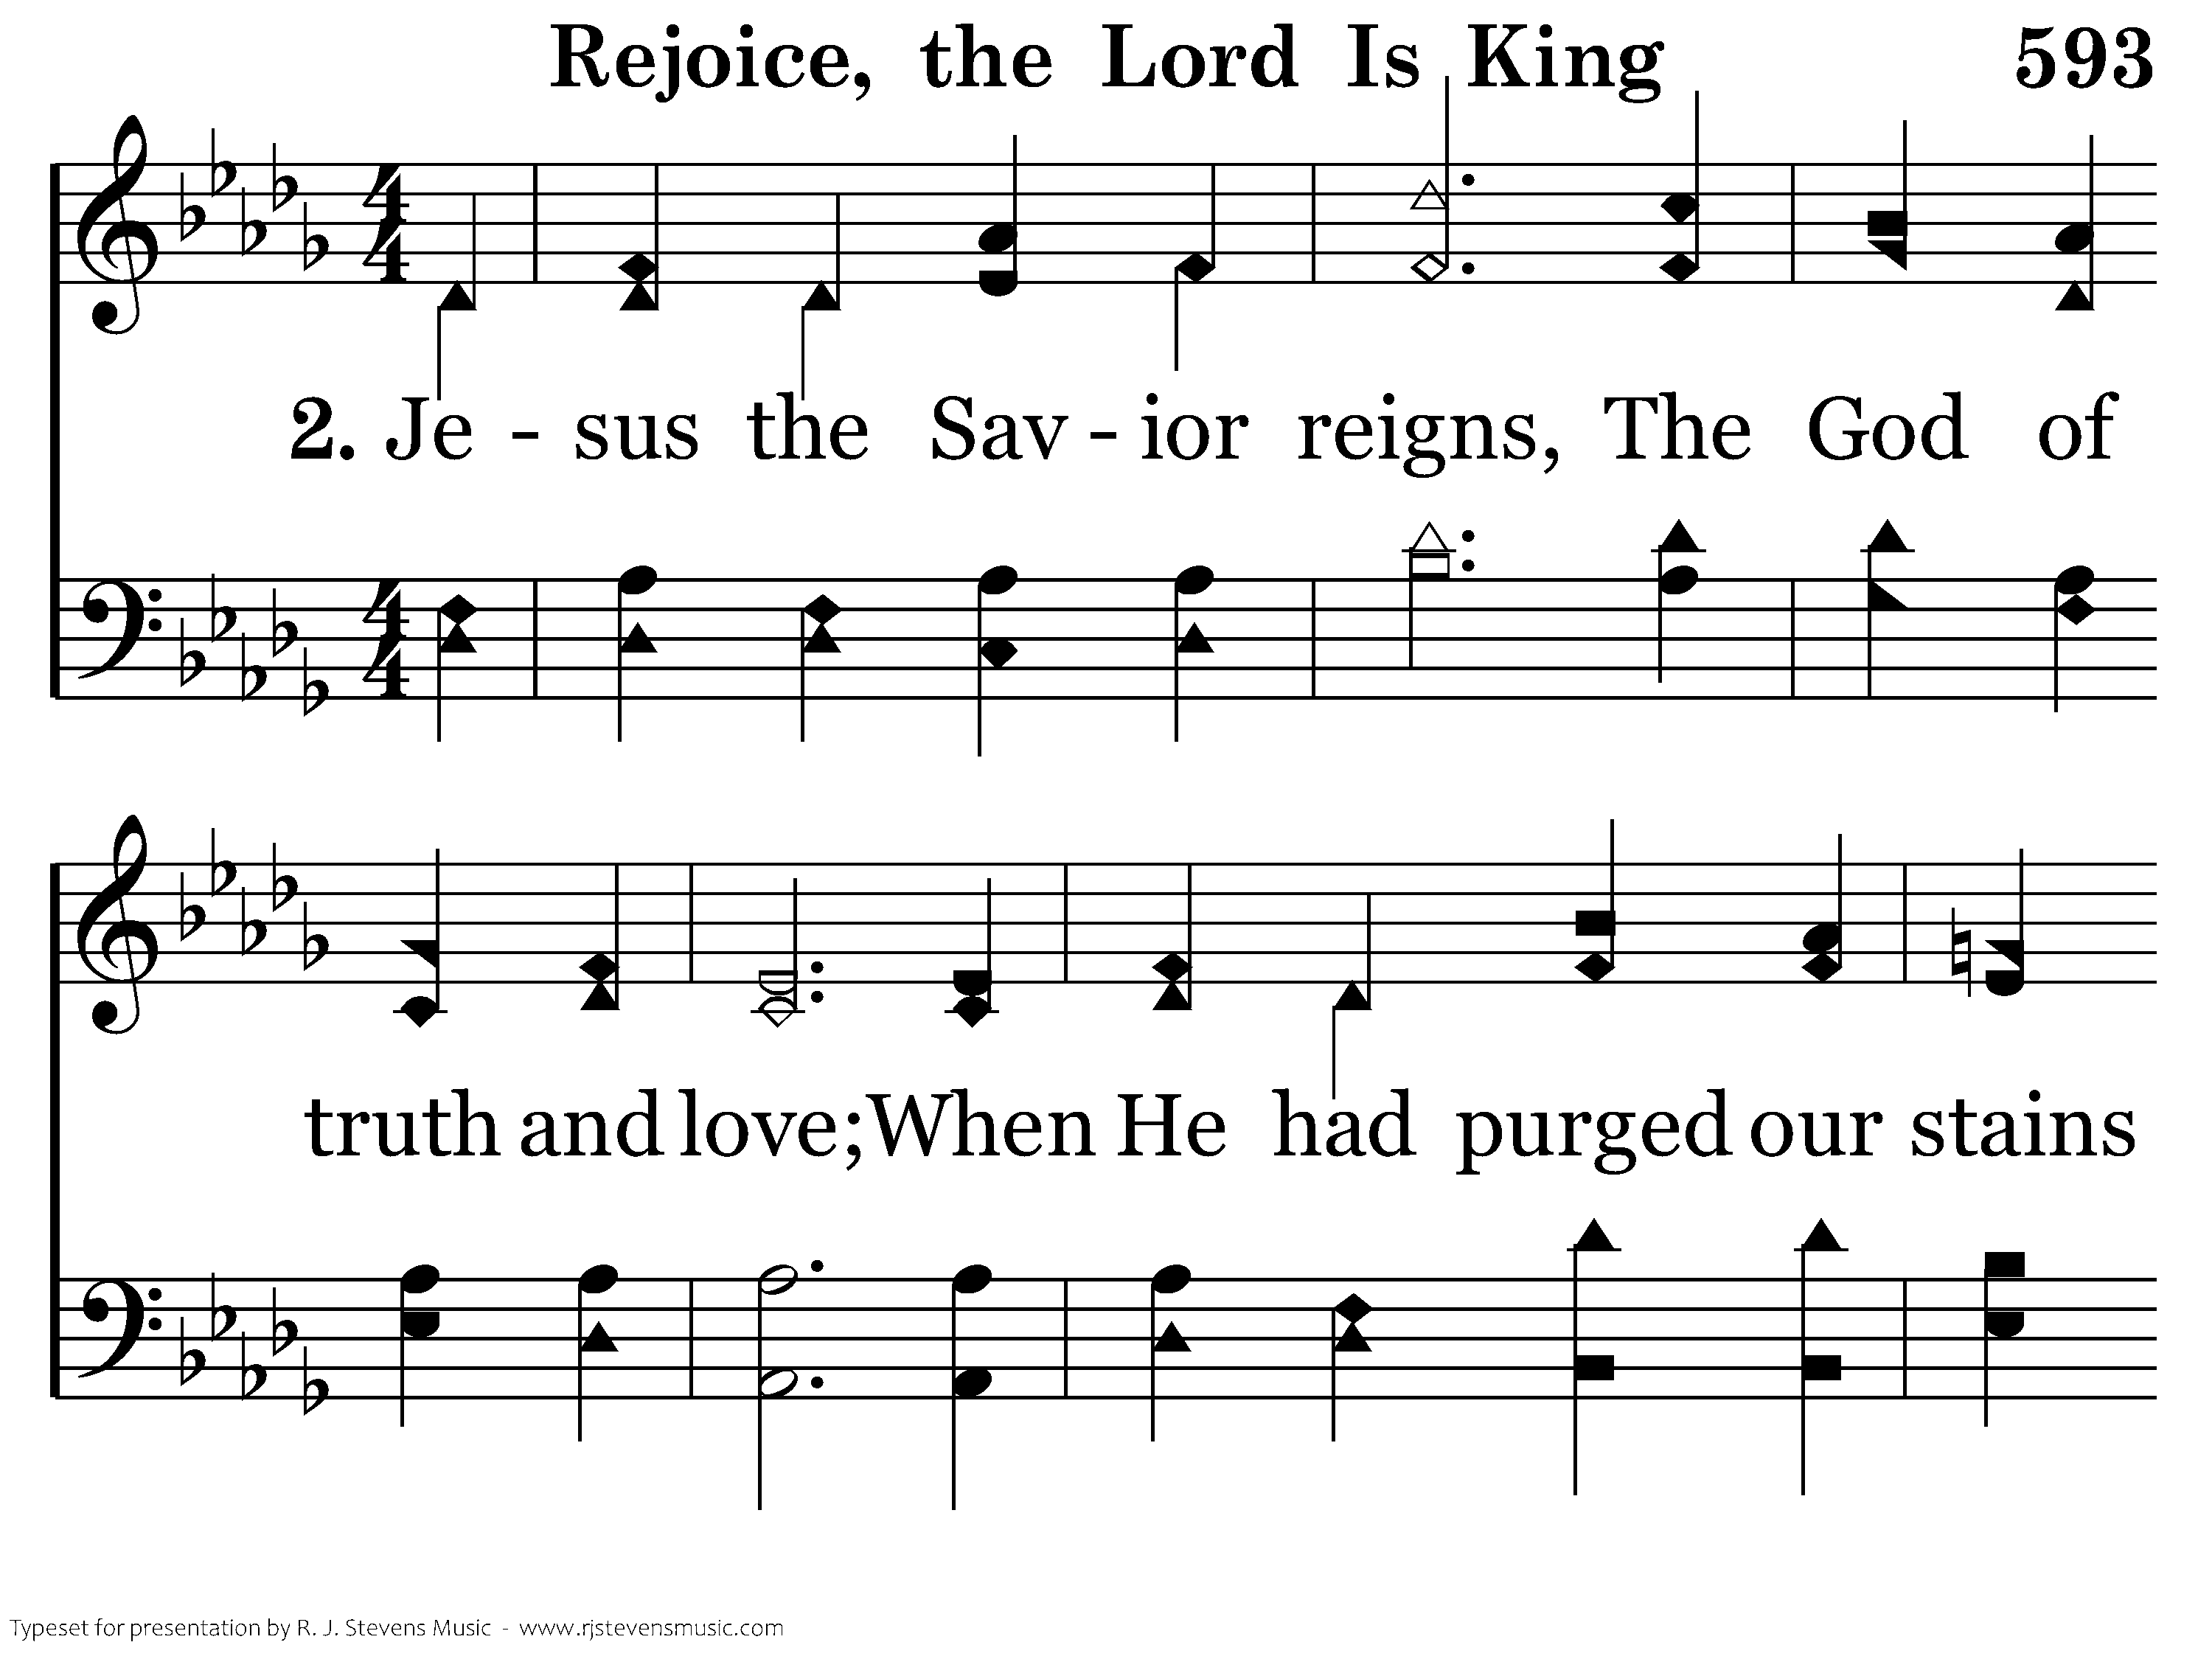 Rejoice, the Lord Is King 593
2. Je - sus the Sav - ior reigns, The God of
truth and love; When He had purged our stains
Typeset for presentation by R. J. Stevens Music - www.rjstevensmusic.com